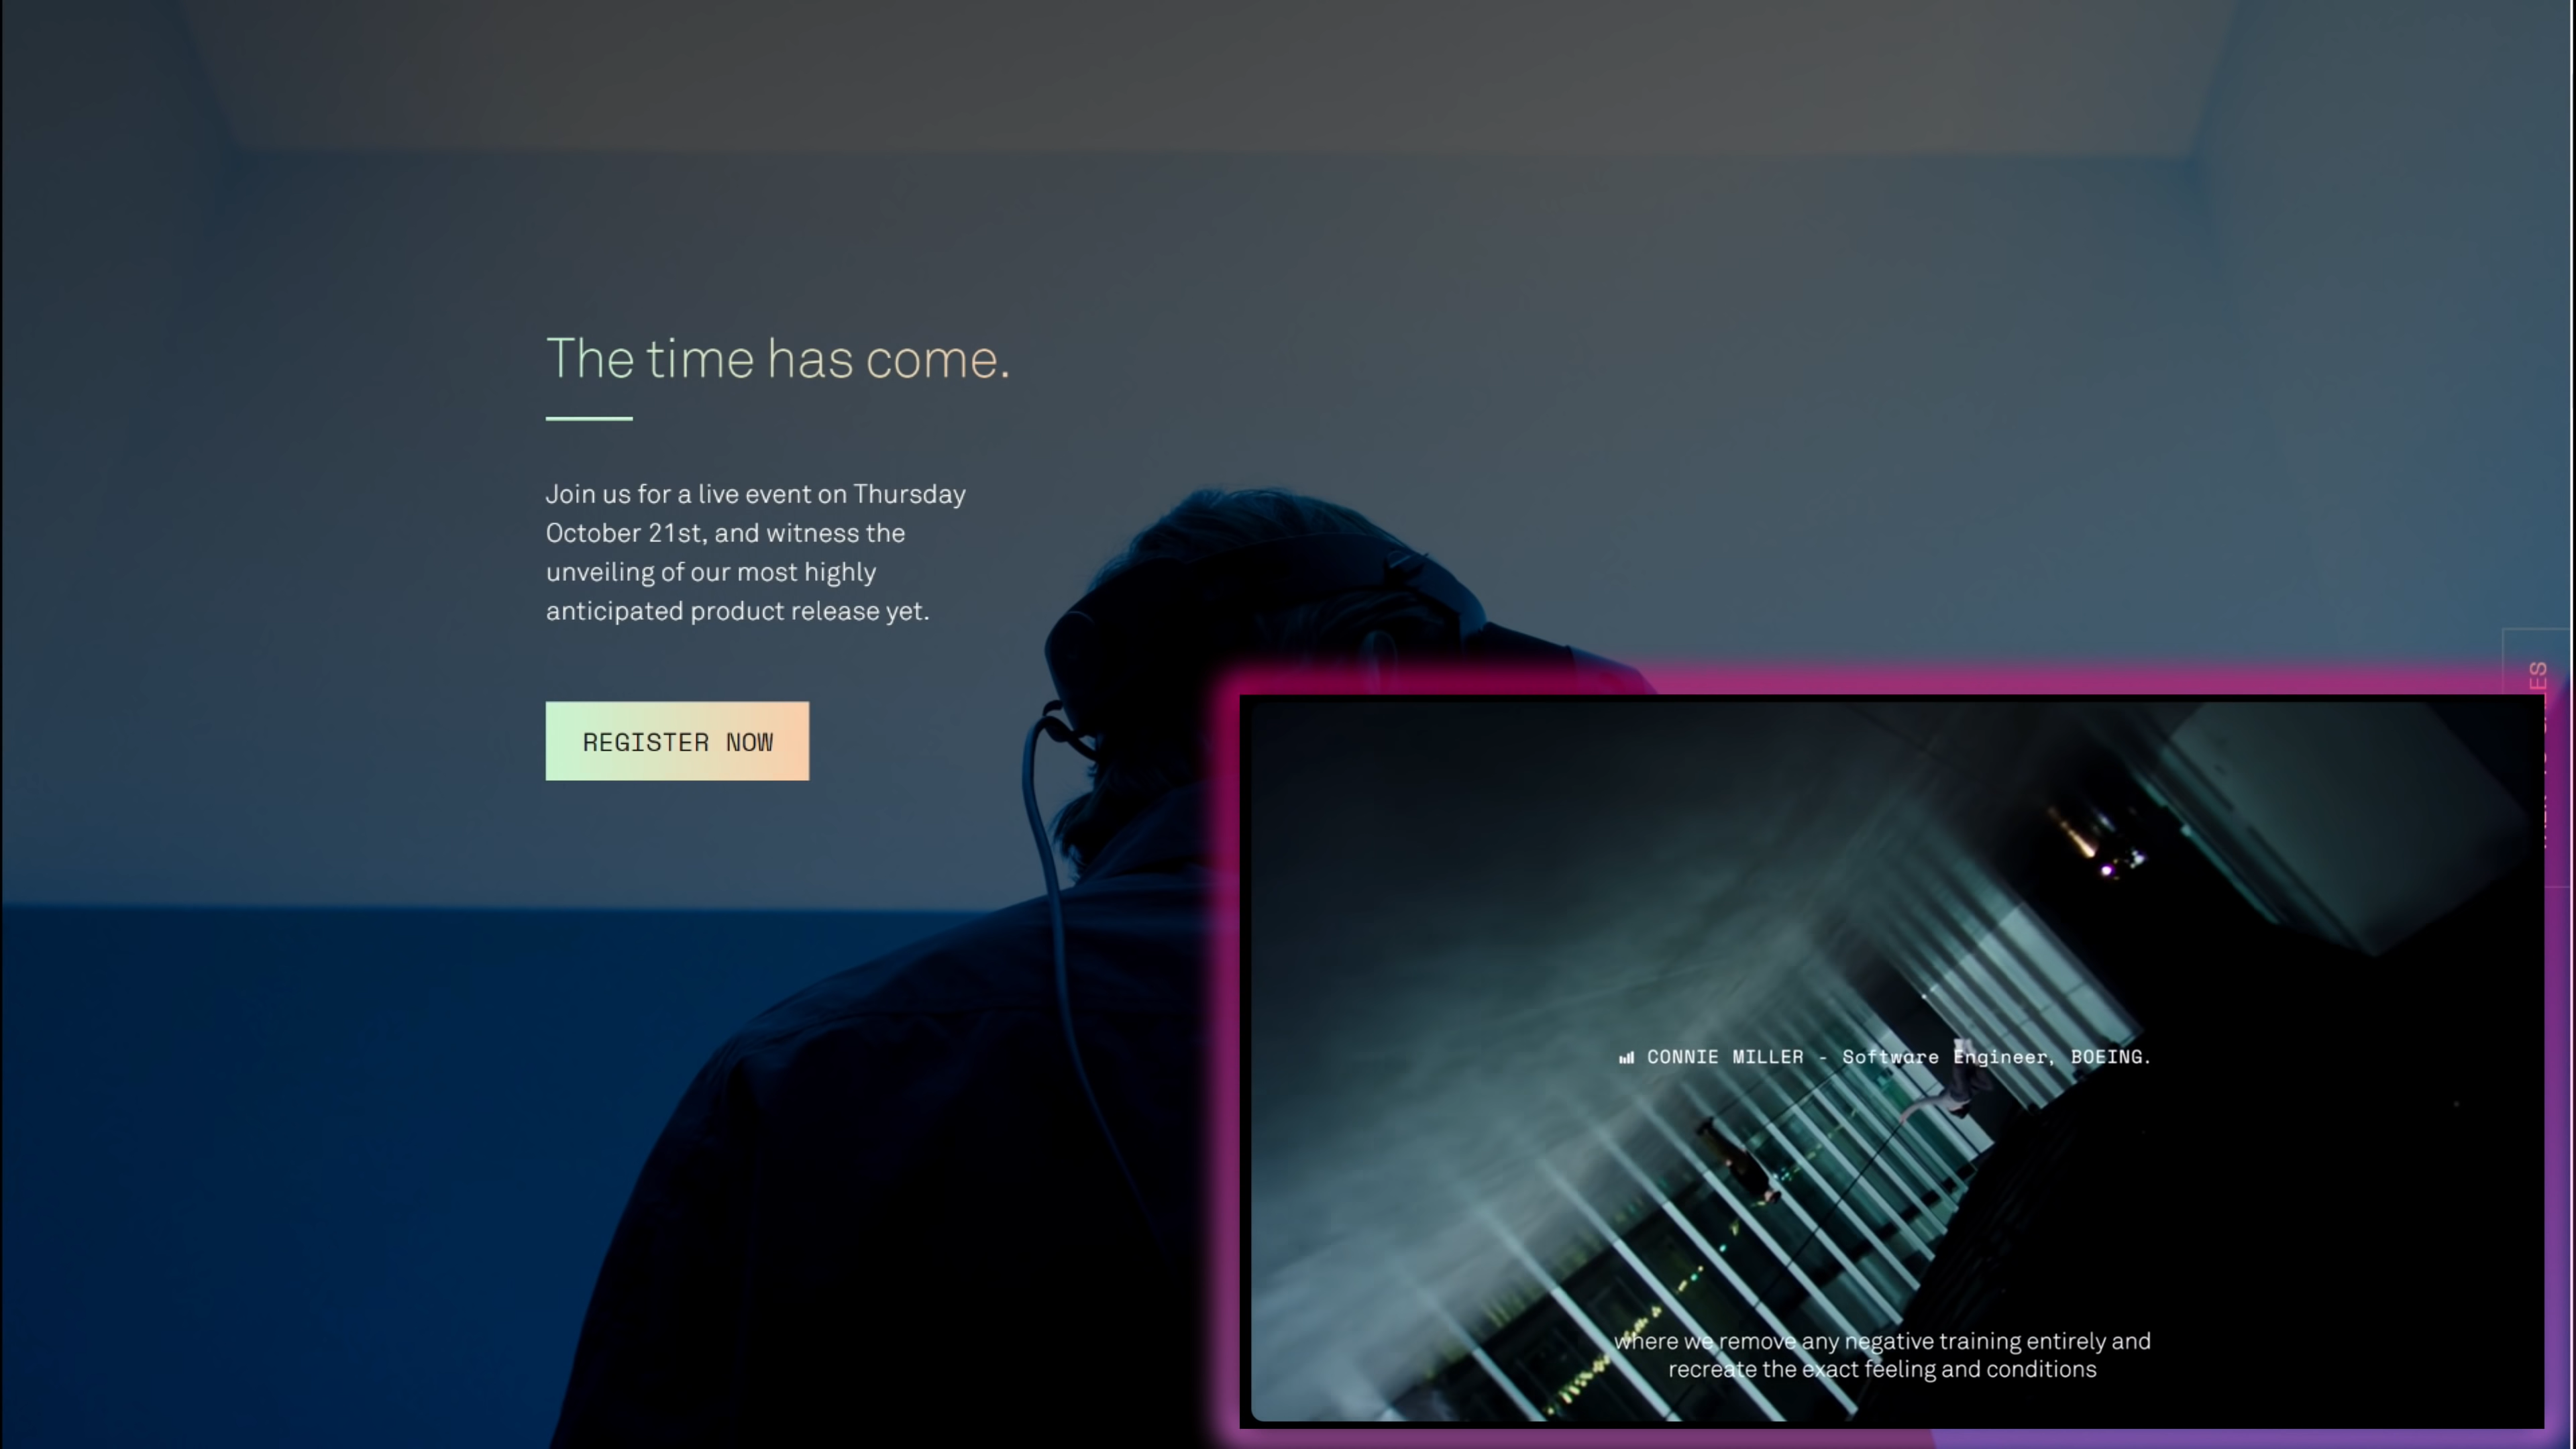 The time has come.
Join us for a live event on Thursday
October 21st, and witness the
unveiling of our most highly
anticipated product release yet.
REGISTER NOW
CONNIE MILLER - Software Engineer, BOEING.
where we remove any negative training entirely and
recreate the exact feeling and conditions